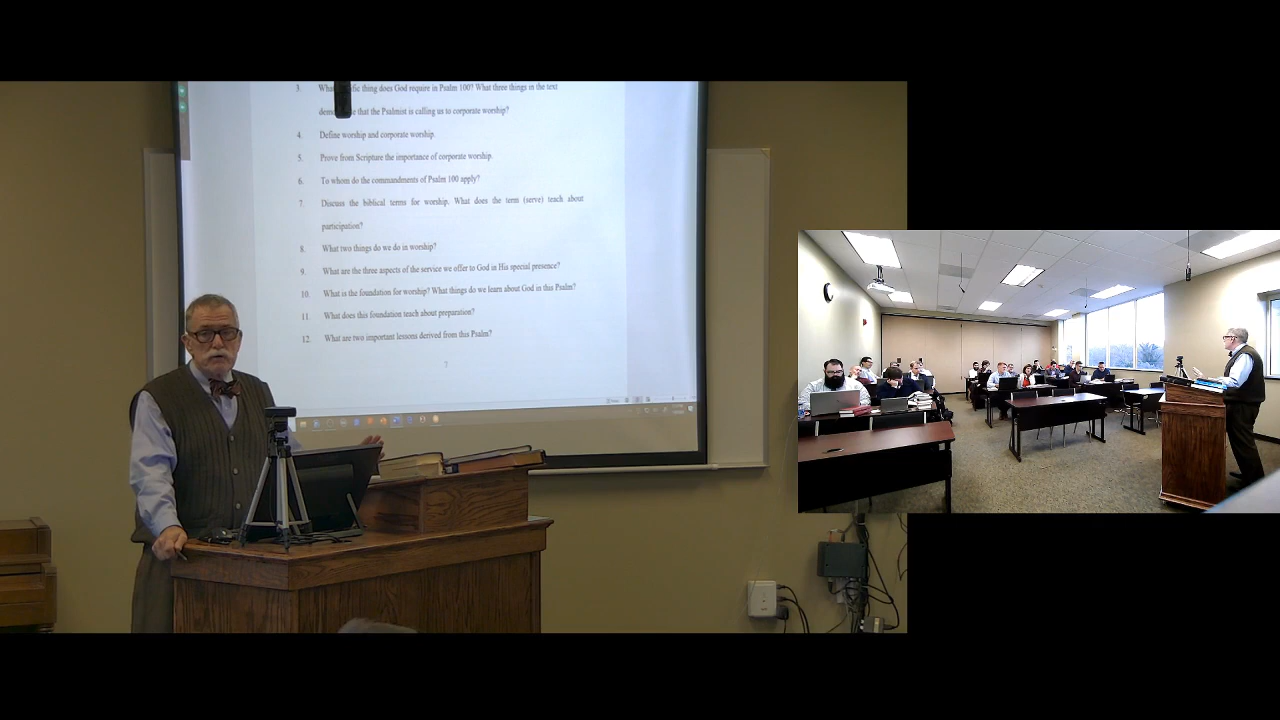 3. What fic thing does God require in Psalm 100? What three things in the text
e that the Psalmist is calling us to corporate worship?
4. Define worship and corporate worship.
5. Prove from Scripture the importance of corporate worship.
6. To whom do the commandments of Psalm 100 apply?
7. Discuss the biblical terms for worship. What does the term (serve) teach about
participation?
8. What two things do we do in worship?
9. What are the three aspects of the service we offer to God in His special presence?
10. What is the foundation for worship? What things do we learn about God in this Psalm?
11. What does this foundation teach about preparation?
12. What are two important lessons derived from this Psalm?
7